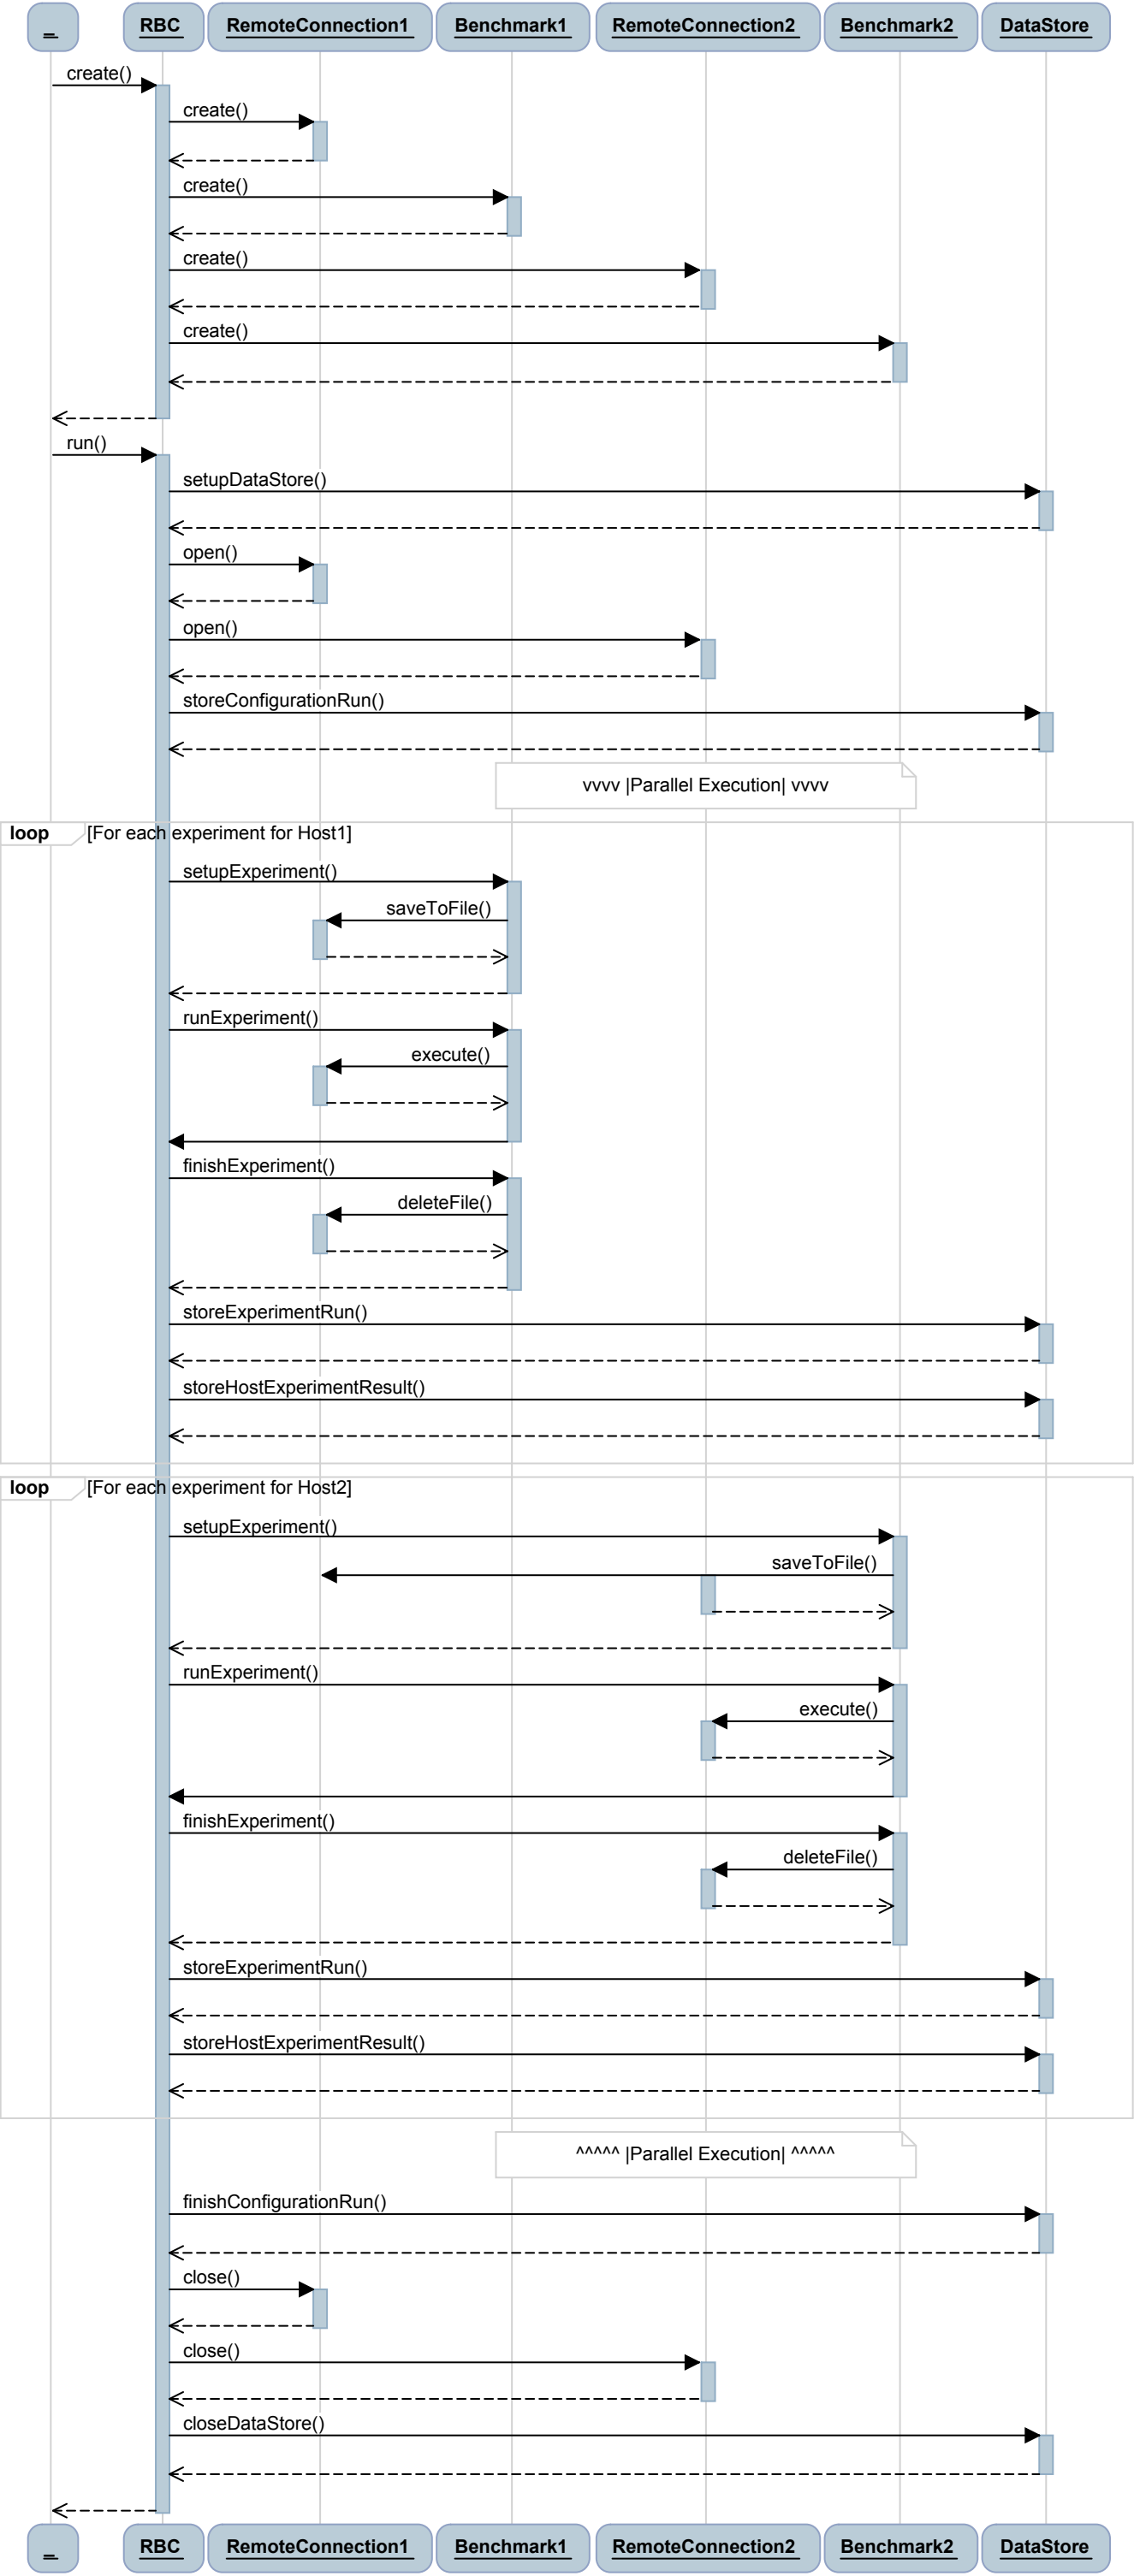 _ RBC RemoteConnection1 Benchmark1 RemoteConnection2 Benchmark2 DataStore
create()
create()
create()
create()
create()
run()
setupDataStore()
open()
open()
storeConfigurationRun()
vvvv |Parallel Execution| vvvv
loop [For each experiment for Host1]
setupExperiment()
saveToFile()
runExperiment()
execute()
finishExperiment()
deleteFile()
storeExperimentRun()
storeHostExperimentResult()
loop [For each experiment for Host2]
setupExperiment()
saveToFile()
runExperiment()
execute()
finishExperiment()
deleteFile()
storeExperimentRun()
storeHostExperimentResult()
^^^^^ |Parallel Execution| ^^^^^
finishConfigurationRun()
close()
close()
closeDataStore()
_ RBC RemoteConnection1 Benchmark1 RemoteConnection2 Benchmark2 DataStore